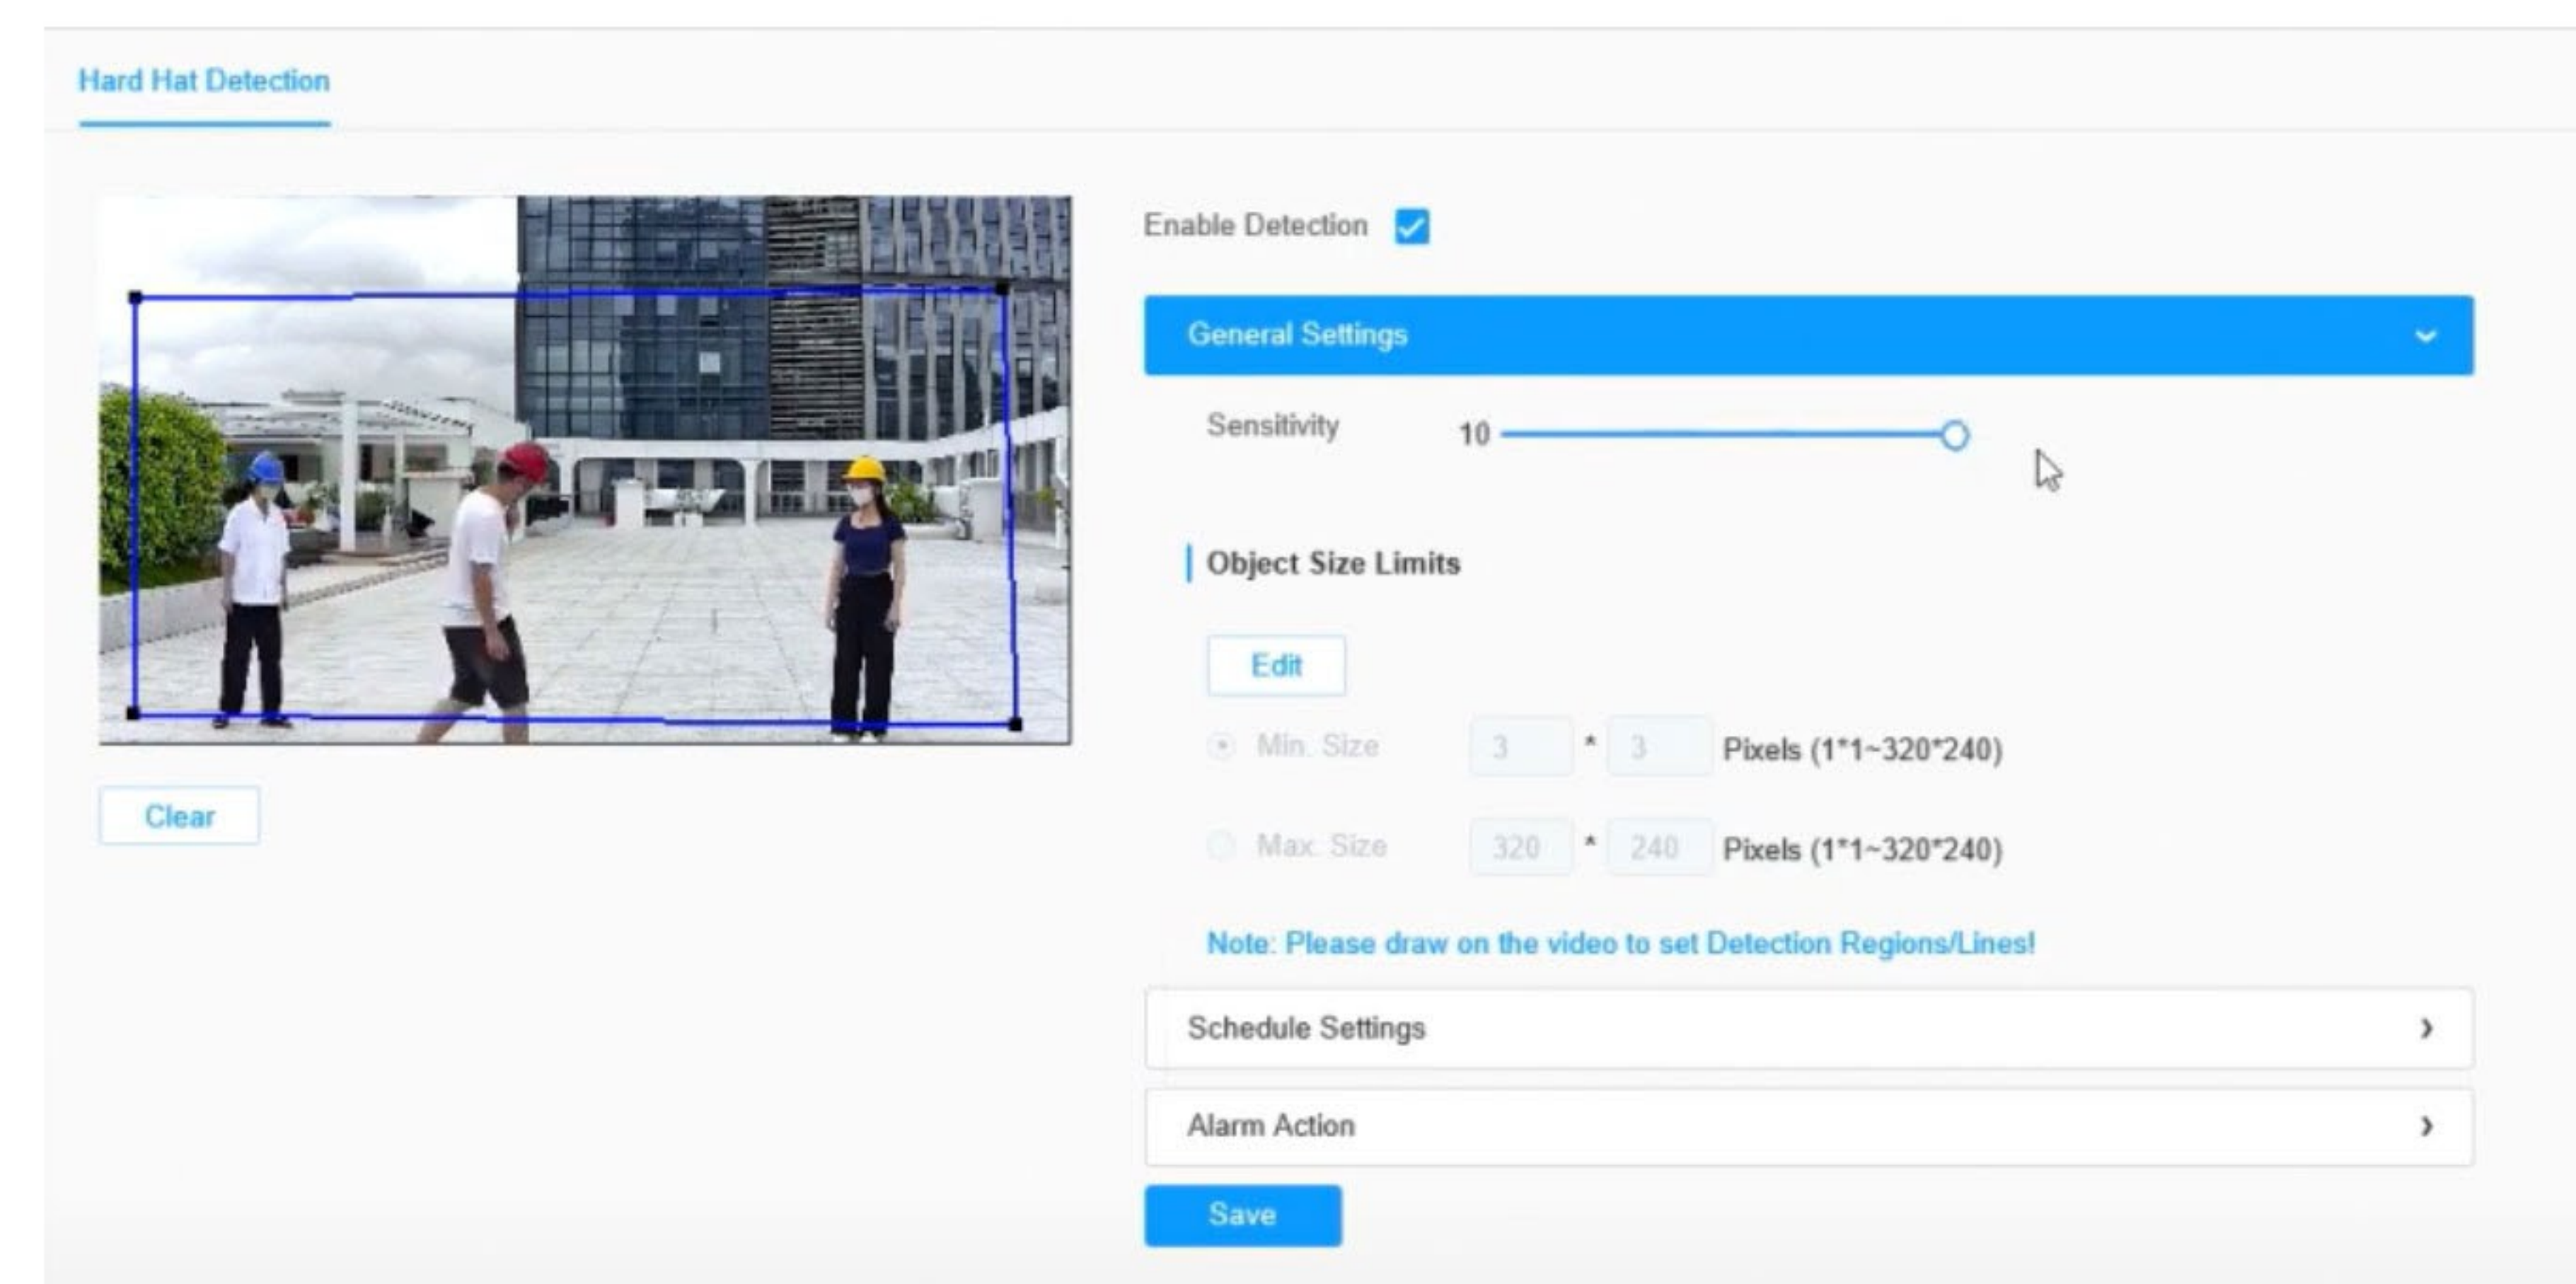 Hard Hat Detection
Enable Detection
General Settings
Sensitivity 10
Object Size Limits
Edit
Min. Size 3 * 3 Pixels (1*1~320*240)
Max. Size 320 * 240 Pixels (1*1~320*240)
Clear
Note: Please draw on the video to set Detection Regions/Lines!
Schedule Settings
Alarm Action
Save